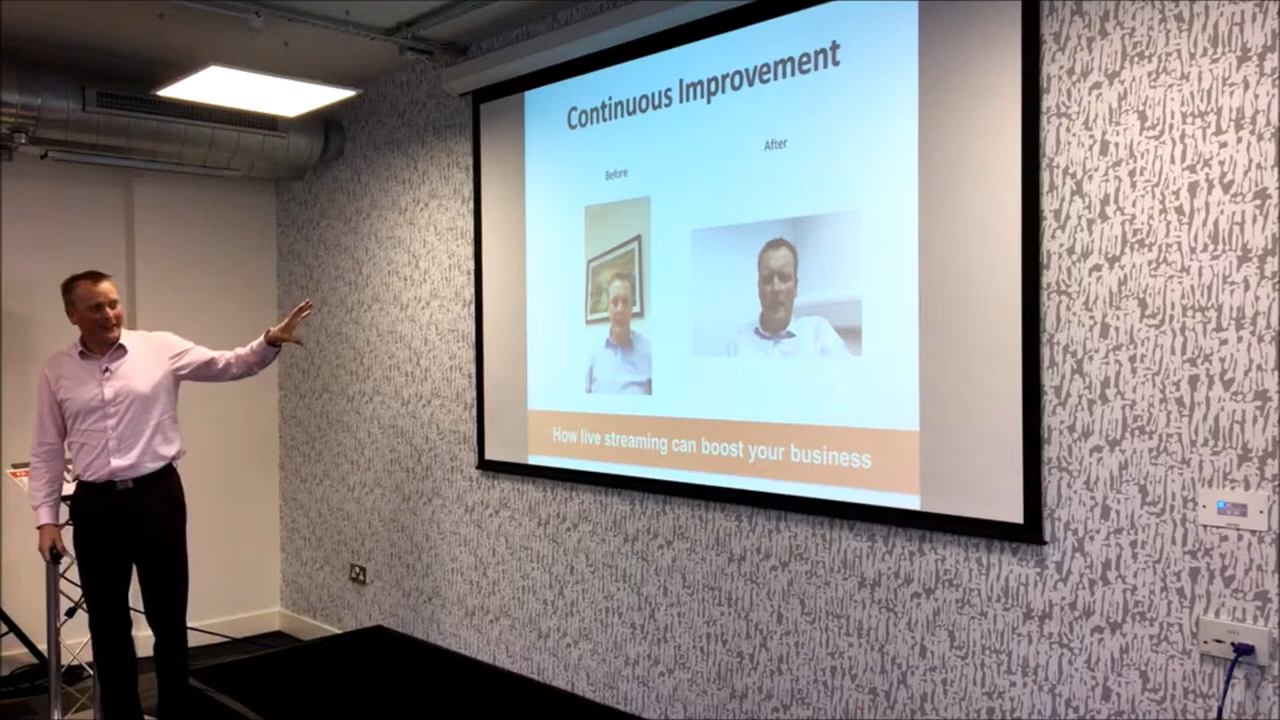 Continuous Improvement
After
Before
How live streaming can boost your business